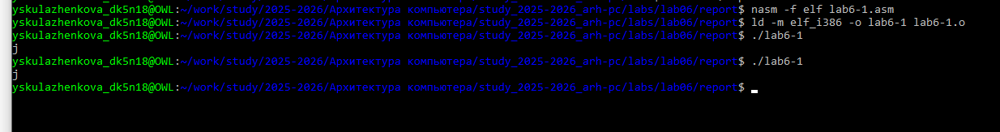 yskulazhenkova_dk5n18@OWL:~/work/study/2025-2026/Архитектура компьютера/study_2025-2026_arh-pc/labs/lab06/report$ nasm -f elf lab6-1.asm
yskulazhenkova_dk5n18@OWL:~/work/study/2025-2026/Архитектура компьютера/study_2025-2026_arh-pc/labs/lab06/report$ ld -m elf_i386 -o lab6-1 lab6-1.o
yskulazhenkova_dk5n18@OWL:~/work/study/2025-2026/Архитектура компьютера/study_2025-2026_arh-pc/labs/lab06/report$ ./lab6-1
j
yskulazhenkova_dk5n18@OWL:~/work/study/2025-2026/Архитектура компьютера/study_2025-2026_arh-pc/labs/lab06/report$ ./lab6-1
j
yskulazhenkova_dk5n18@OWL:~/work/study/2025-2026/Архитектура компьютера/study_2025-2026_arh-pc/labs/lab06/report$